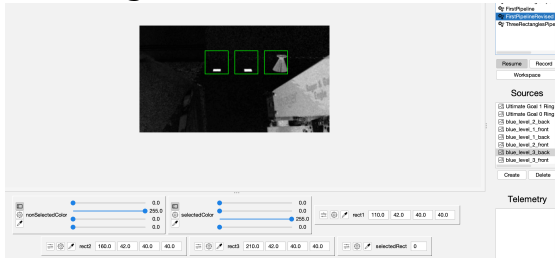 FirstPipeline
FirstPipelineRevised
ThreeRectanglesPipe
Resume Record
Workspace
Sources
Ultimate Goal 1 Ring
Ultimate Goal 0 Ring
blue_level_2_back
blue_level_1_front
blue_level_1_back
blue_level_2_front
blue_level_3_back
blue_level_3_front
Create Delete
Telemetry
nonSelectedColor
0.0
255.0
0.0
0.0
selectedColor
0.0
0.0
255.0
0.0
rect1 110.0 42.0 40.0 40.0
rect2 160.0 42.0 40.0 40.0
rect3 210.0 42.0 40.0 40.0
selectedRect 0